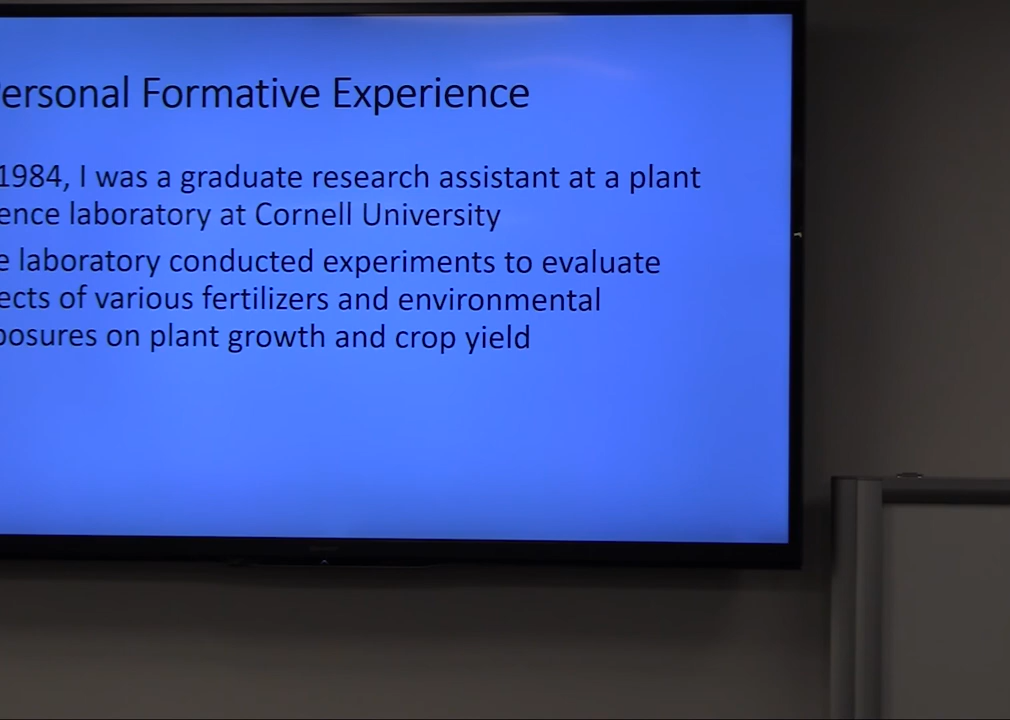 ersonal Formative Experience
1984, I was a graduate research assistant at a plant
ence laboratory at Cornell University
e laboratory conducted experiments to evaluate
ects of various fertilizers and environmental
posures on plant growth and crop yield